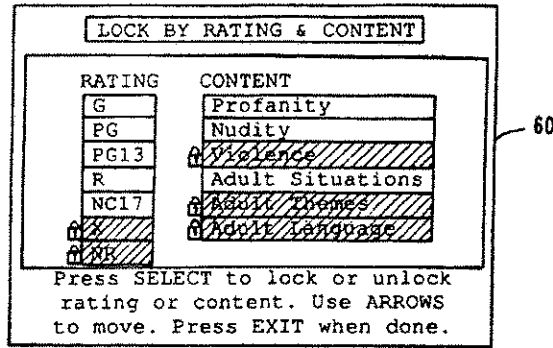 LOCK BY RATING & CONTENT
RATING CONTENT
G Profanity
PG Nudity
PG13 Violence
R Adult Situations
NC17 Adult Themes
X Adult Language
NR
Press SELECT to lock or unlock
rating or content. Use ARROWS
to move. Press EXIT when done.
60